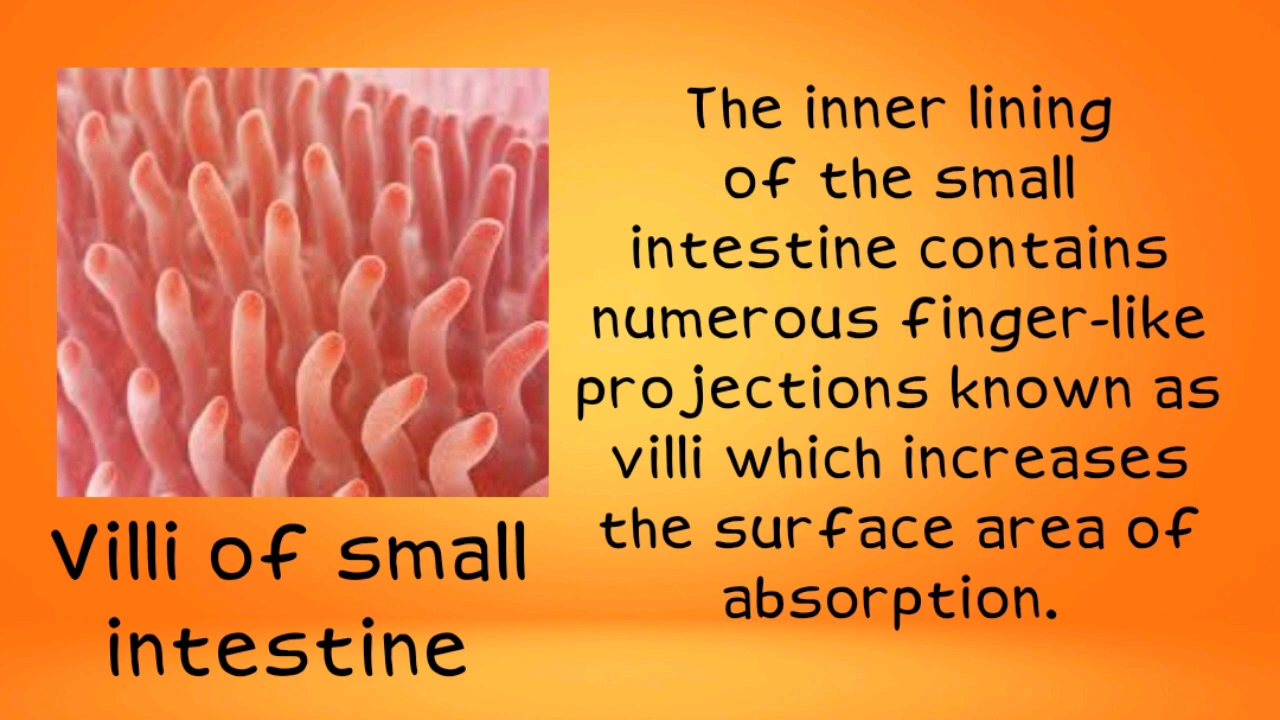 Villi of small
intestine
The inner lining
of the small
intestine contains
numerous finger-like
projections known as
villi which increases
the surface area of
absorption.